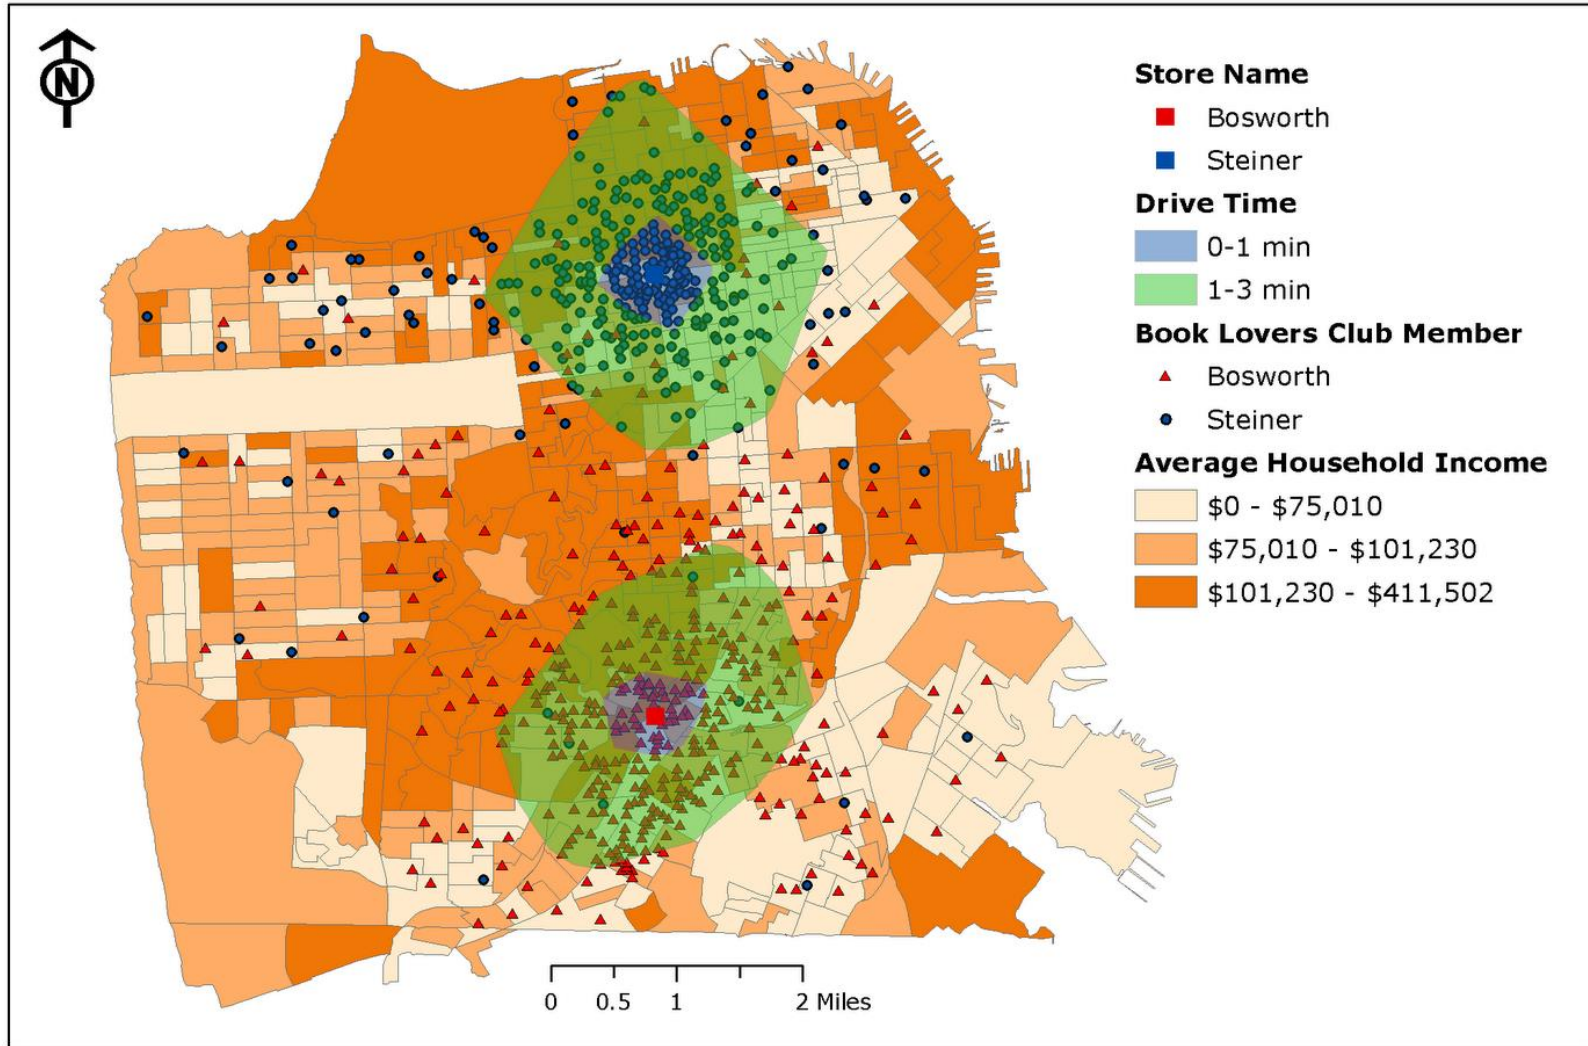 N
Store Name
Bosworth
Steiner
Drive Time
0-1 min
1-3 min
Book Lovers Club Member
Bosworth
Steiner
Average Household Income
$0 - $75,010
$75,010 - $101,230
$101,230 - $411,502
0 0.5 1 2 Miles